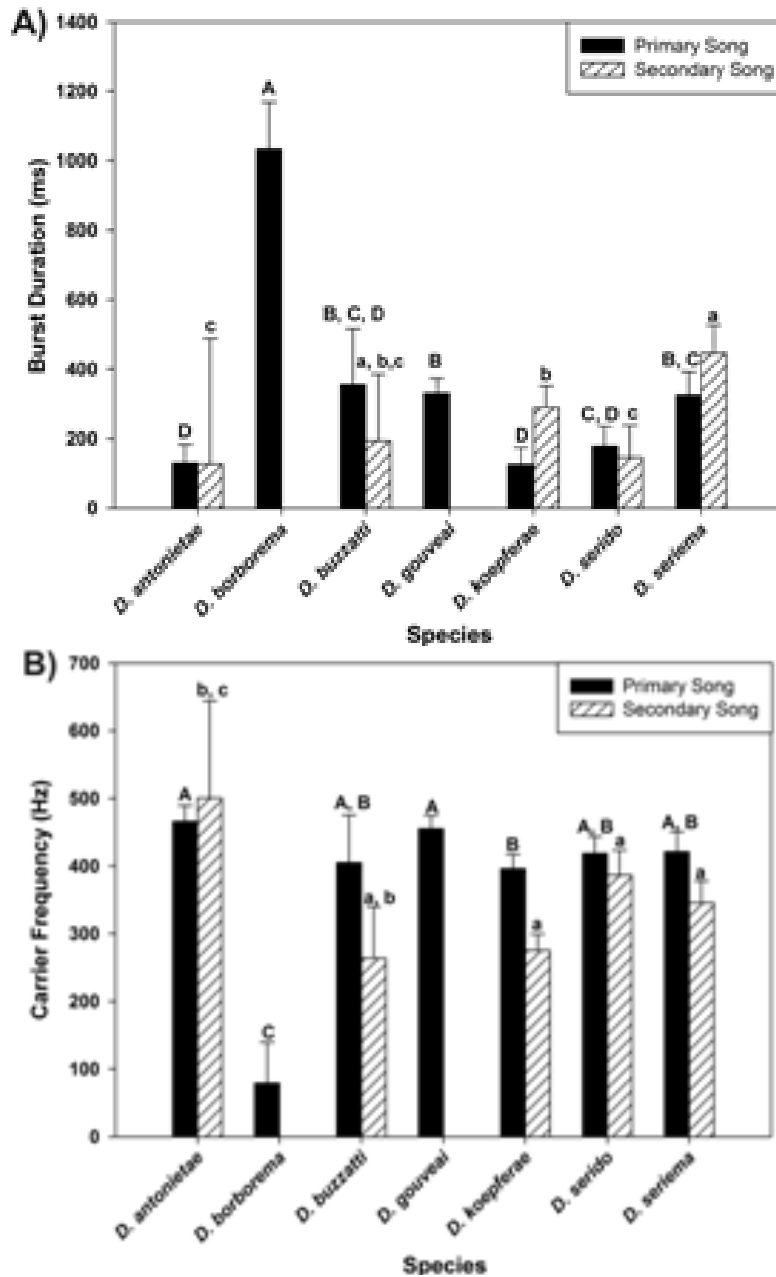 A)
1400
1200
1000
800
600
400
200
0
Burst Duration (ms)
Primary Song
Secondary Song
D
c
A
B, C, D
a, b,c
B
D
b
C, D
c
B, C
a
D. antonietae
D. borborema
D. buzzatti
D. gouveai
D. koepferae
D. serido
D. seriema
Species
B)
700
600
500
400
300
200
100
0
Carrier Frequency (Hz)
Primary Song
Secondary Song
A
b, c
C
A, B
a, b
A
B
a
A, B
a
A, B
a
D. antonietae
D. borborema
D. buzzatti
D. gouveai
D. koepferae
D. serido
D. seriema
Species